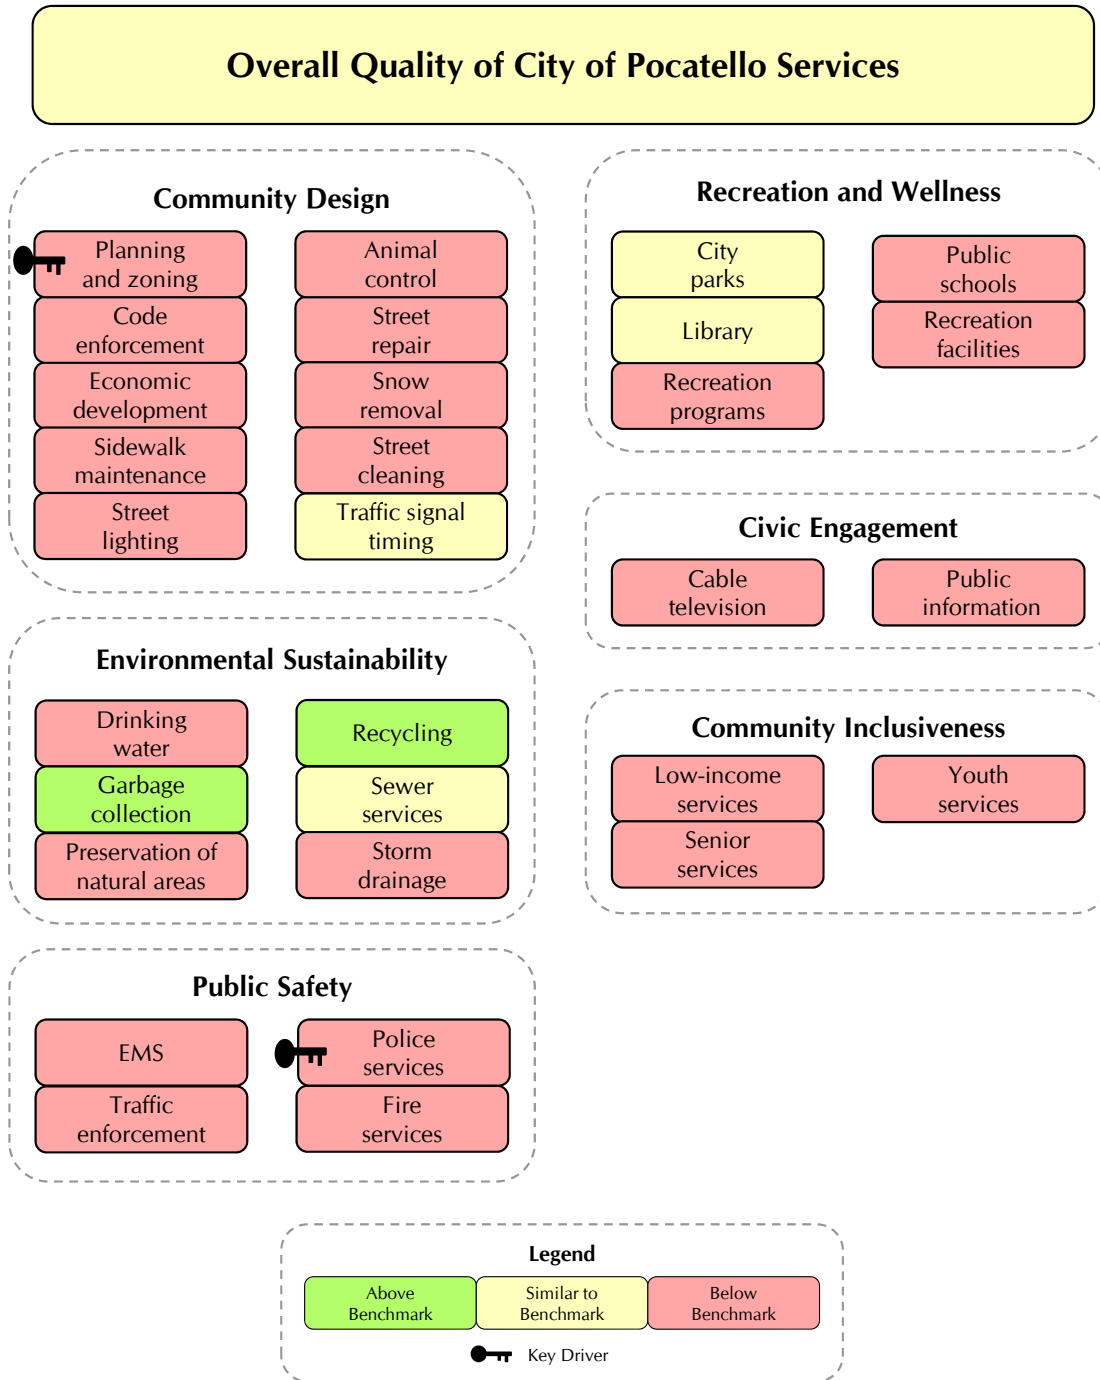 Overall Quality of City of Pocatello Services
Community Design
Planning
and zoning
Code
enforcement
Economic
development
Sidewalk
maintenance
Street
lighting
Animal
control
Street
repair
Snow
removal
Street
cleaning
Traffic signal
timing
Environmental Sustainability
Drinking
water
Garbage
collection
Preservation of
natural areas
Recycling
Sewer
services
Storm
drainage
Public Safety
EMS
Traffic
enforcement
Police
services
Fire
services
Recreation and Wellness
City
parks
Library
Recreation
programs
Public
schools
Recreation
facilities
Civic Engagement
Cable
television
Public
information
Community Inclusiveness
Low-income
services
Senior
services
Youth
services
Legend
Above
Benchmark
Similar to
Benchmark
Below
Benchmark
Key Driver